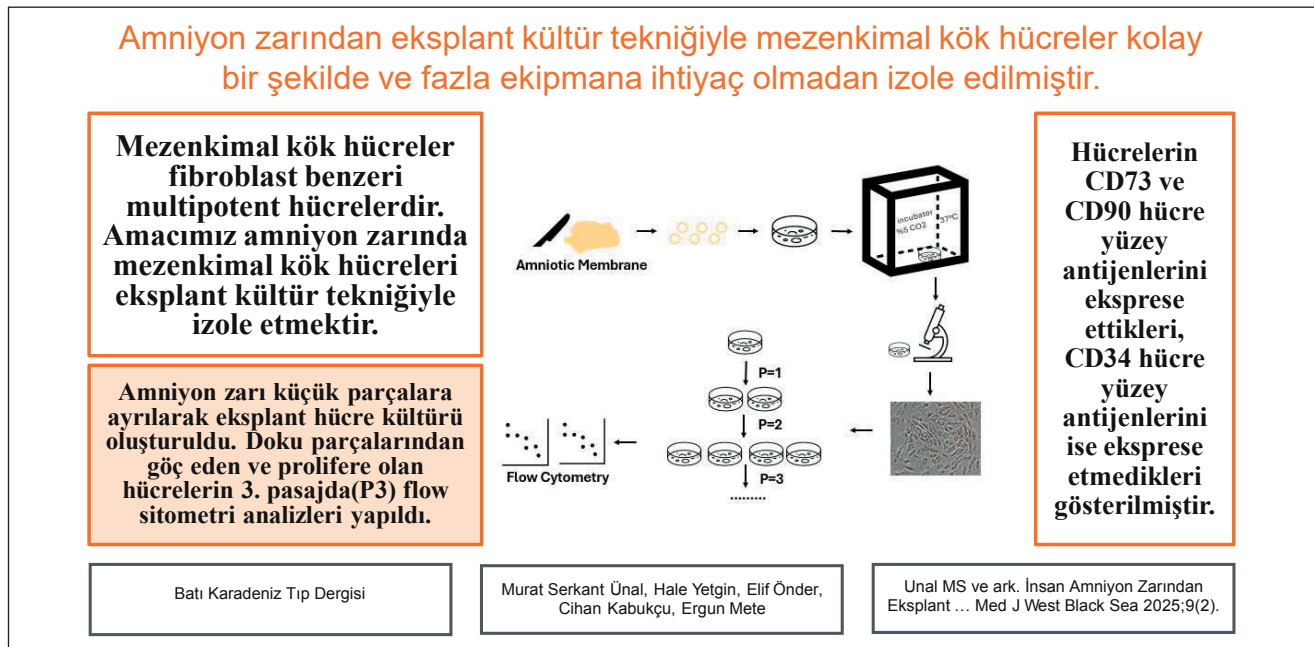 Amniyon zarından eksplant kültür tekniğiyle mezenkimal kök hücreler kolay
bir şekilde ve fazla ekipmana ihtiyaç olmadan izole edilmiştir.
Mezenkimal kök hücreler
fibroblast benzeri
multipotent hücrelerdir.
Amacımız amniyon zarında
mezenkimal kök hücreleri
eksplant kültür tekniğiyle
izole etmektir.
Amniyon zarı küçük parçalara
ayrılarak eksplant hücre kültürü
oluşturuldu. Doku parçalarından
göç eden ve prolifere olan
hücrelerin 3. pasajda(P3) flow
sitometri analizleri yapıldı.
Amniotic Membrane
incubator
%5 CO2
37°C
P=1
P=2
P=3
.........
Flow Cytometry
Hücrelerin
CD73 ve
CD90 hücre
yüzey
antijenlerini
eksprese
ettikleri,
CD34 hücre
yüzey
antijenlerini
ise eksprese
etmedikleri
gösterilmiştir.
Batı Karadeniz Tıp Dergisi
Murat Serkant Ünal, Hale Yetgin, Elif Önder,
Cihan Kabukçu, Ergun Mete
Unal MS ve ark. İnsan Amniyon Zarından
Eksplant ... Med J West Black Sea 2025;9(2).